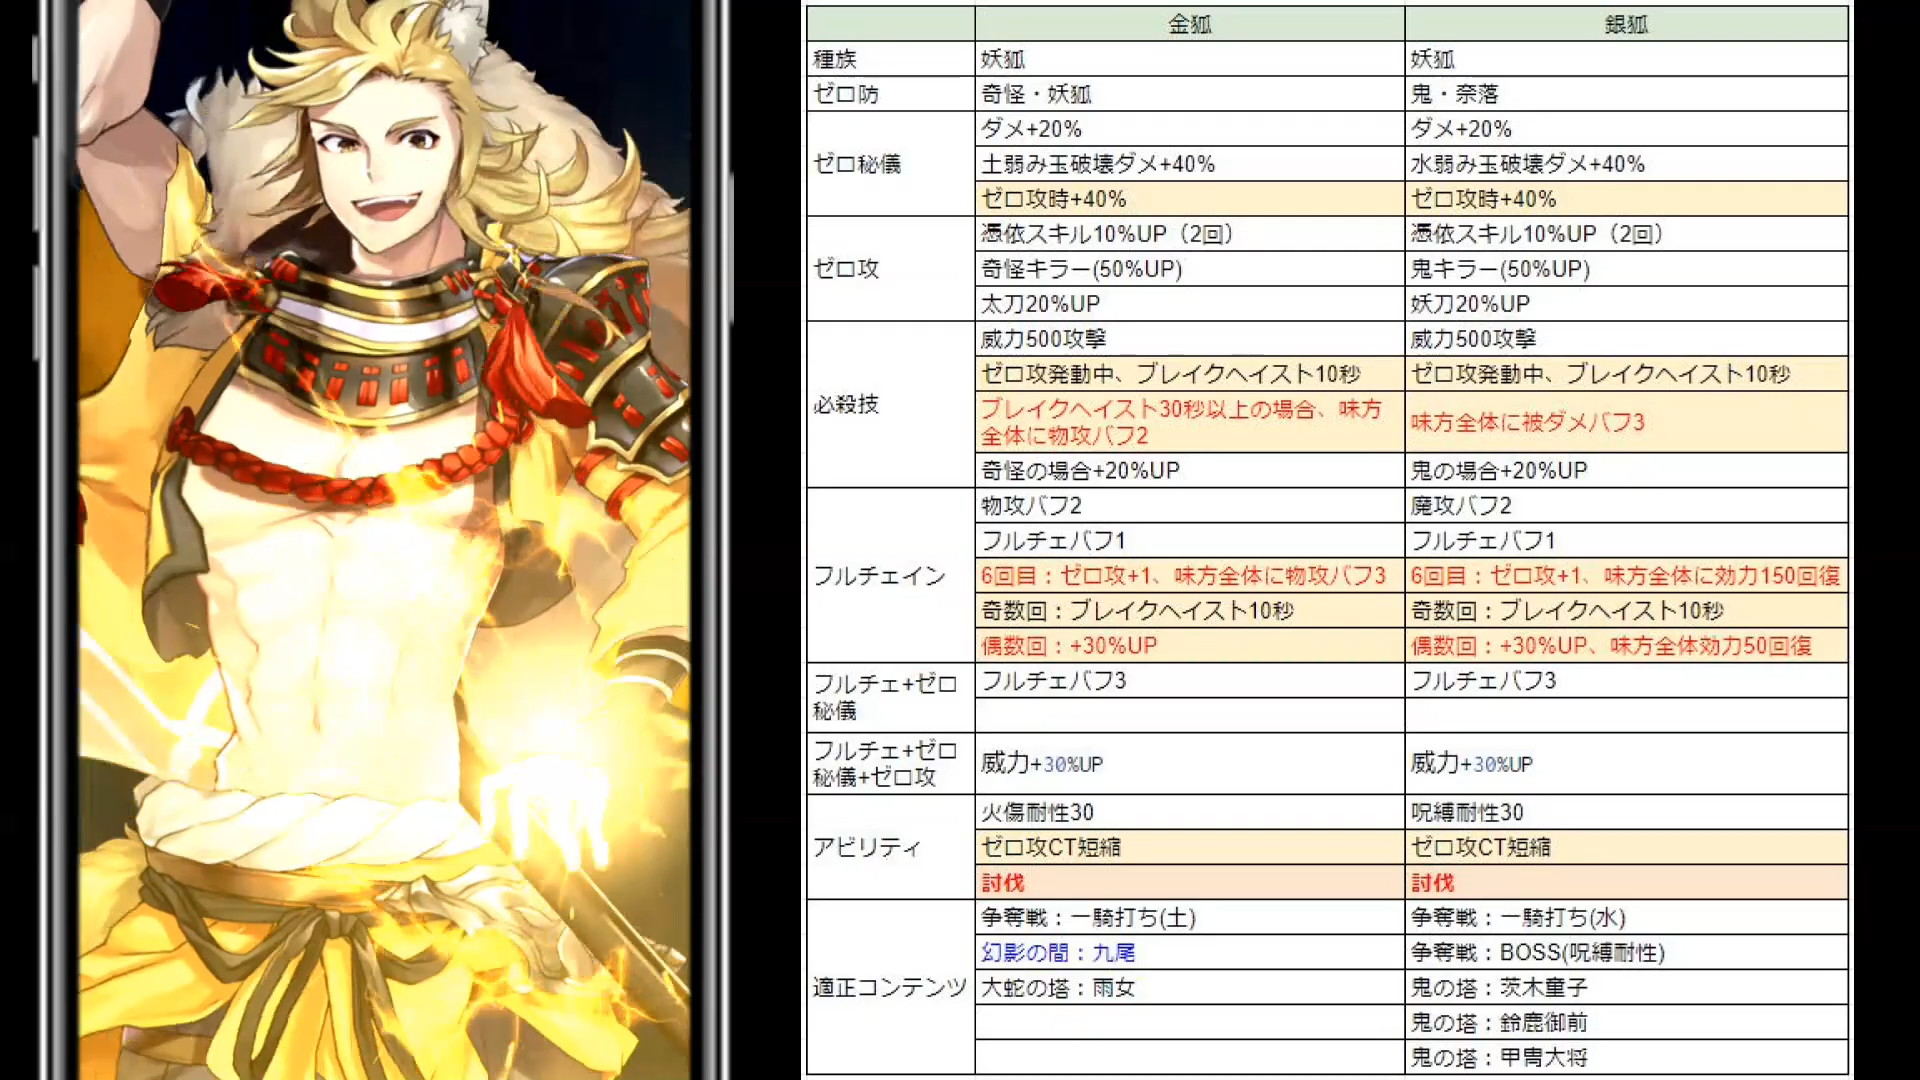 金狐 銀狐
種族 妖狐 妖狐
ゼロ防 奇怪・妖狐 鬼・奈落
ダメ+20% ダメ+20%
ゼロ秘儀 土弱み玉破壊ダメ+40% 水弱み玉破壊ダメ+40%
ゼロ攻時+40% ゼロ攻時+40%
憑依スキル10%UP（2回） 憑依スキル10%UP（2回）
ゼロ攻 奇怪キラー(50%UP) 鬼キラー(50%UP)
太刀20%UP 妖刀20%UP
威力500攻撃 威力500攻撃
ゼロ攻発動中、ブレイクヘイスト10秒 ゼロ攻発動中、ブレイクヘイスト10秒
必殺技 ブレイクヘイスト30秒以上の場合、味方
全体に物攻バフ2 味方全体に被ダメバフ3
奇怪の場合+20%UP 鬼の場合+20%UP
物攻バフ2 魔攻バフ2
フルチェバフ1 フルチェバフ1
フルチェイン 6回目：ゼロ攻+1、味方全体に物攻バフ3 6回目：ゼロ攻+1、味方全体に効力150回復
奇数回：ブレイクヘイスト10秒 奇数回：ブレイクヘイスト10秒
偶数回：+30%UP 偶数回：+30%UP、味方全体効力50回復
フルチェ+ゼロ
秘儀 フルチェバフ3 フルチェバフ3
フルチェ+ゼロ
秘儀+ゼロ攻 威力+30%UP 威力+30%UP
火傷耐性30 呪縛耐性30
アビリティ ゼロ攻CT短縮 ゼロ攻CT短縮
討伐 討伐
争奪戦：一騎打ち(土) 争奪戦：一騎打ち(水)
幻影の間：九尾 争奪戦：BOSS(呪縛耐性)
適正コンテンツ 大蛇の塔：雨女 鬼の塔：茨木童子
鬼の塔：鈴鹿御前
鬼の塔：甲冑大将